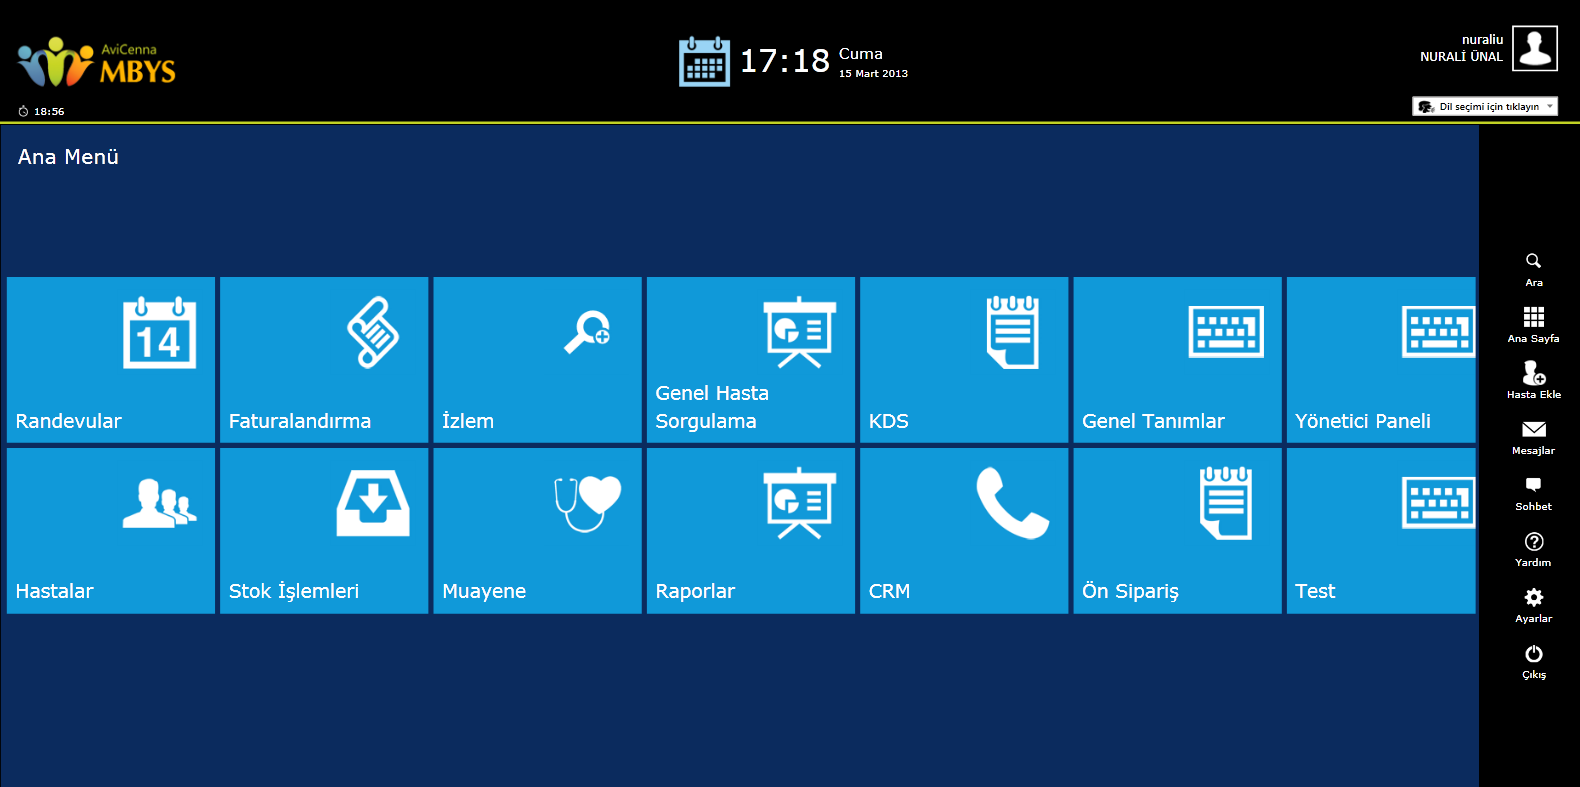 AviCenna
MBYS
18:56
17:18
Cuma
15 Mart 2013
nuraliu
NURALİ ÜNAL
Dil seçimi için tıklayın
Ana Menü
14
Randevular
Faturalandırma
İzlem
Genel Hasta
Sorgulama
KDS
Genel Tanımlar
Yönetici Paneli
Hastalar
Stok İşlemleri
Muayene
Raporlar
CRM
Ön Sipariş
Test
Ara
Ana Sayfa
Hasta Ekle
Mesajlar
Sohbet
Yardım
Ayarlar
Çıkış